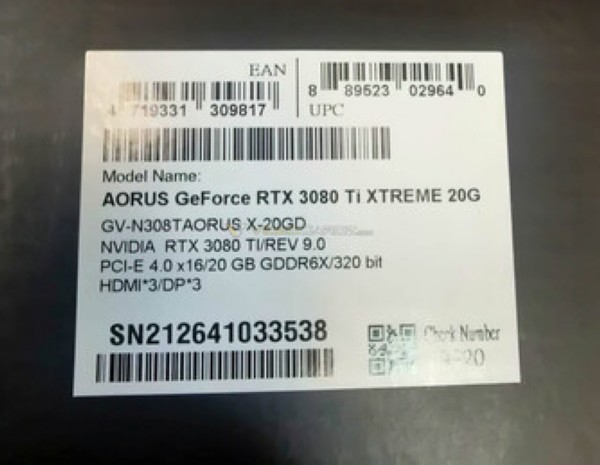 EAN
4 719331 309817
8 89523 02964 0
UPC
Model Name:
AORUS GeForce RTX 3080 Ti XTREME 20G
GV-N308TAORUS X-20GD
NVIDIA RTX 3080 TI/REV 9.0
PCI-E 4.0 x16/20 GB GDDR6X/320 bit
HDMI*3/DP*3
SN212641033538
Check Number